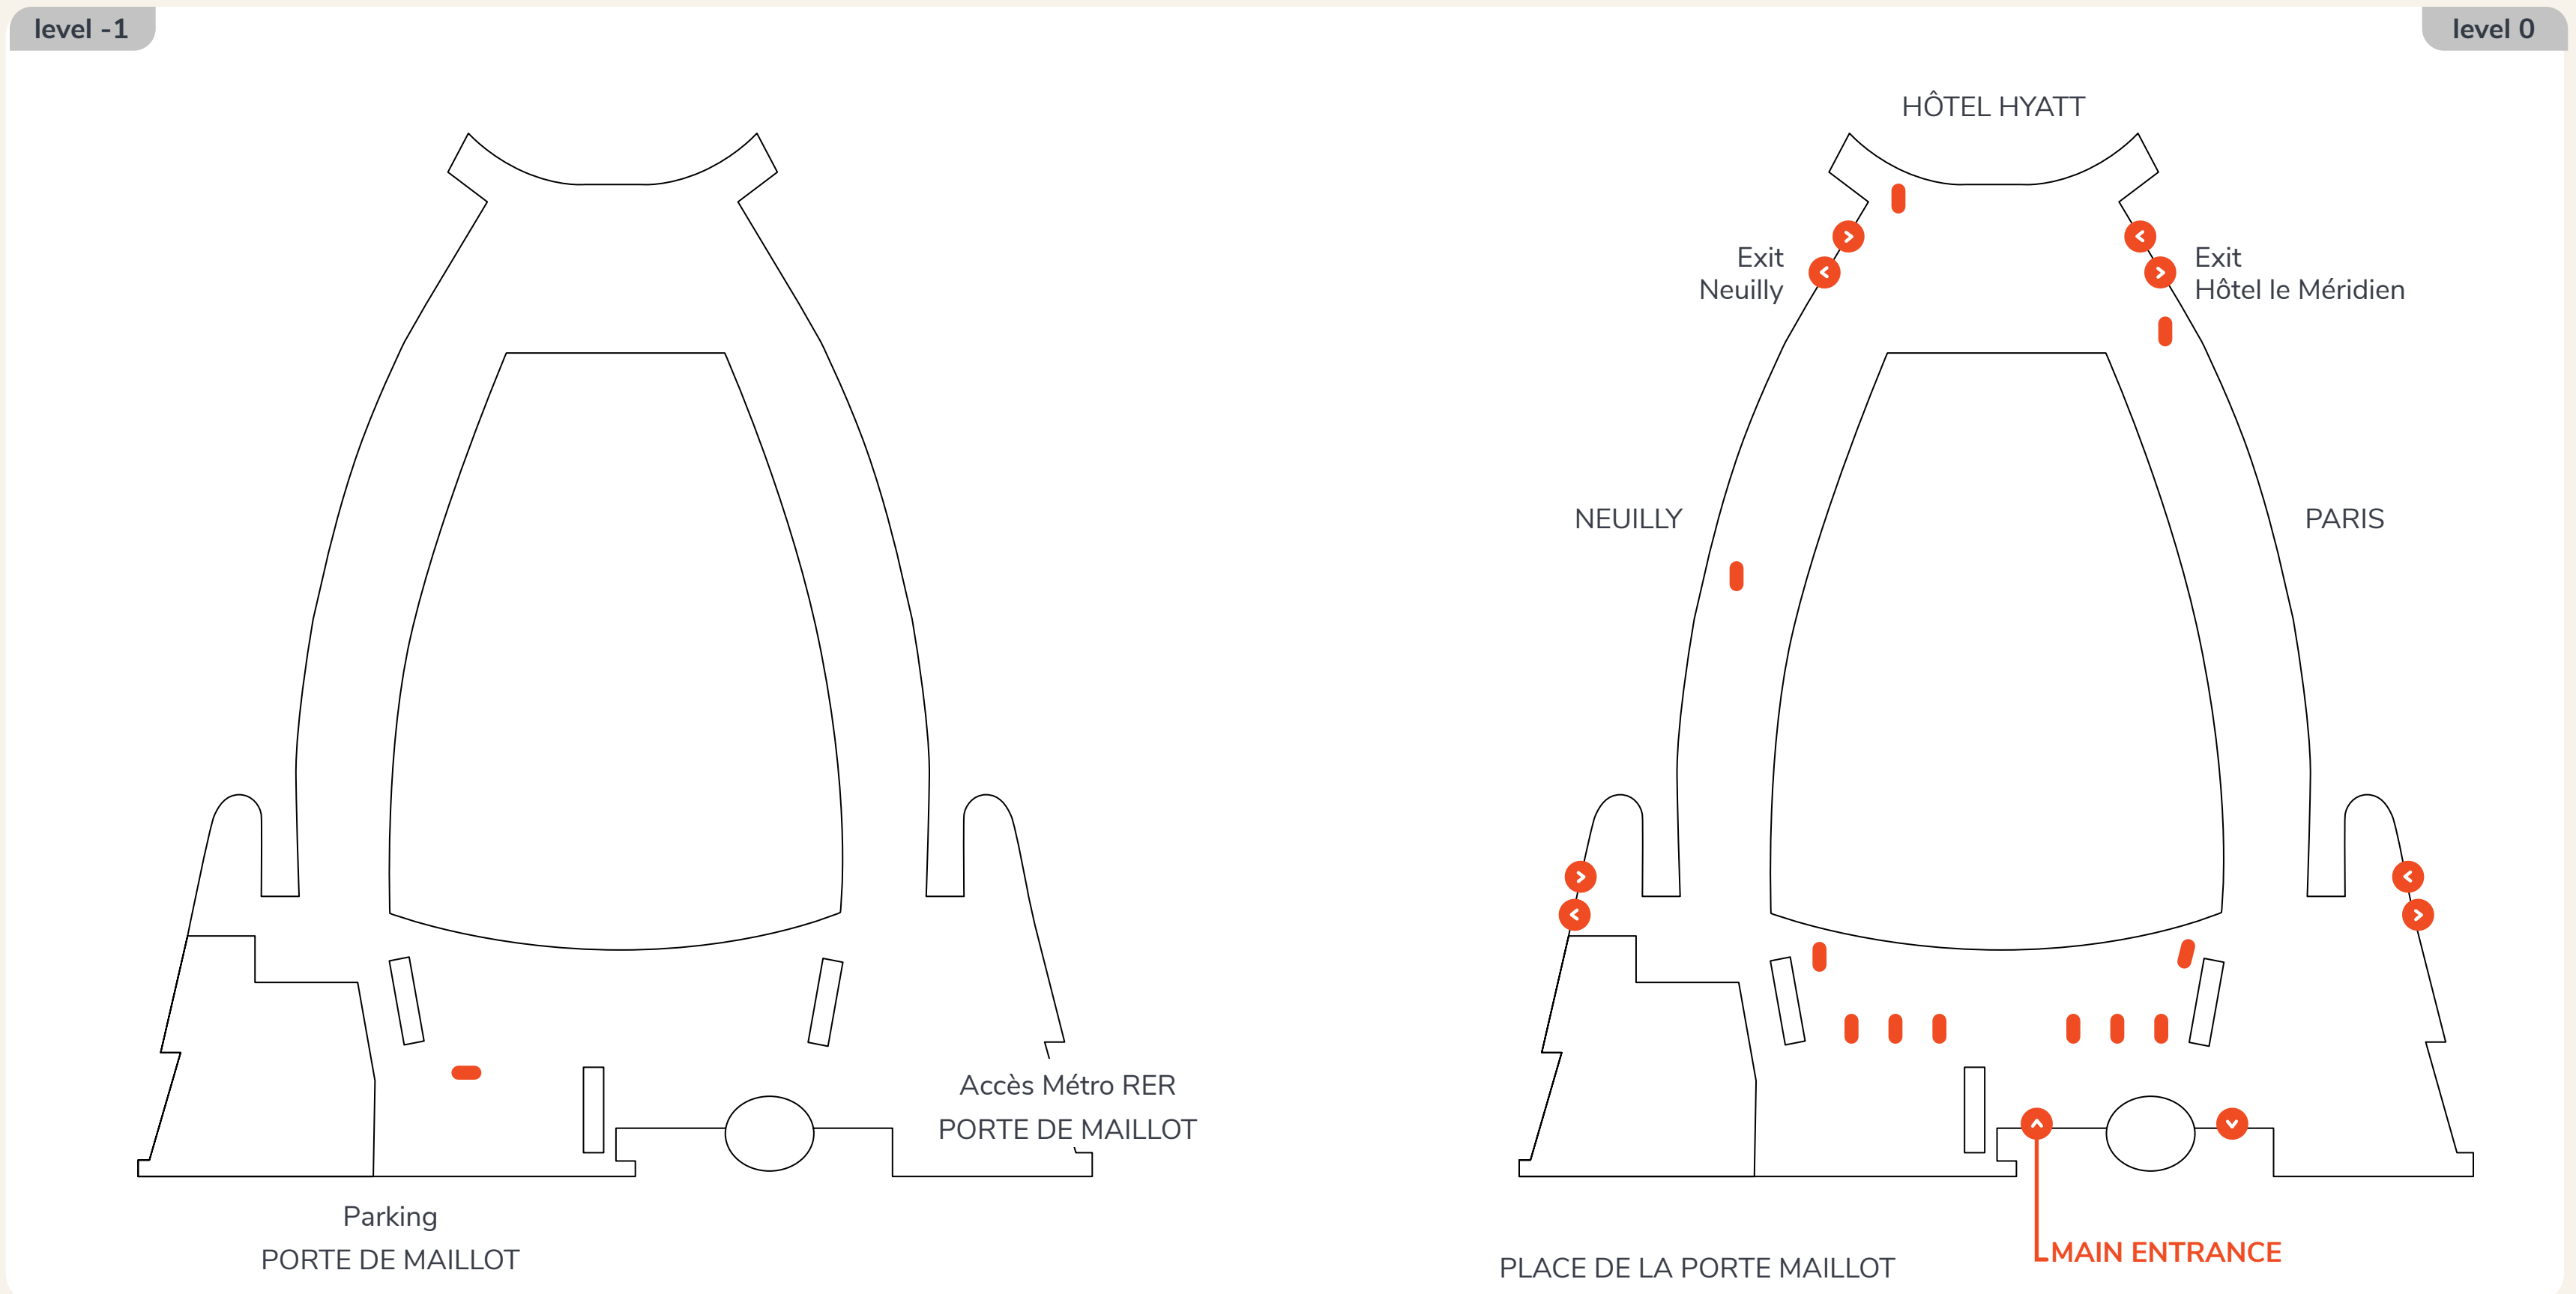 level -1
level 0
HÔTEL HYATT
Exit
Neuilly
Exit
Hôtel le Méridien
NEUILLY
PARIS
Accès Métro RER
PORTE DE MAILLOT
Parking
PORTE DE MAILLOT
MAIN ENTRANCE
PLACE DE LA PORTE MAILLOT